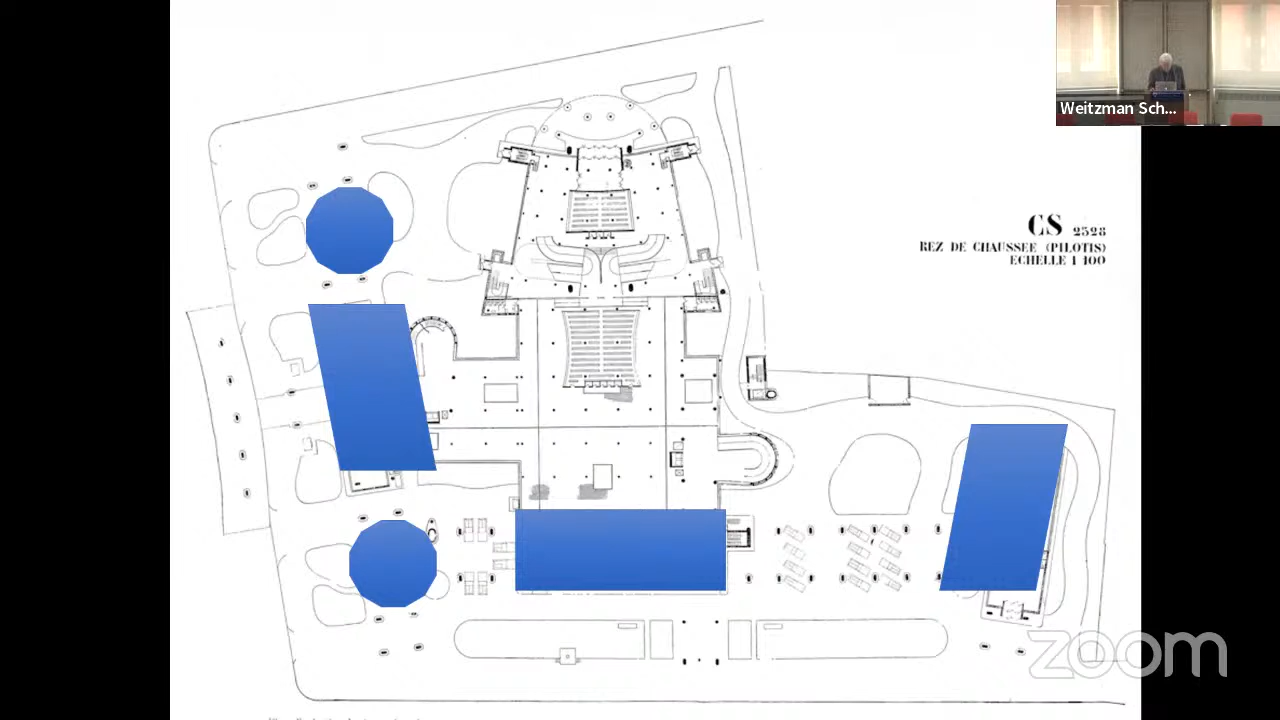 Weitzman Sch...
CS 2528
REZ DE CHAUSSEE (PILOTIS)
ECHELLE 1 100
zoom